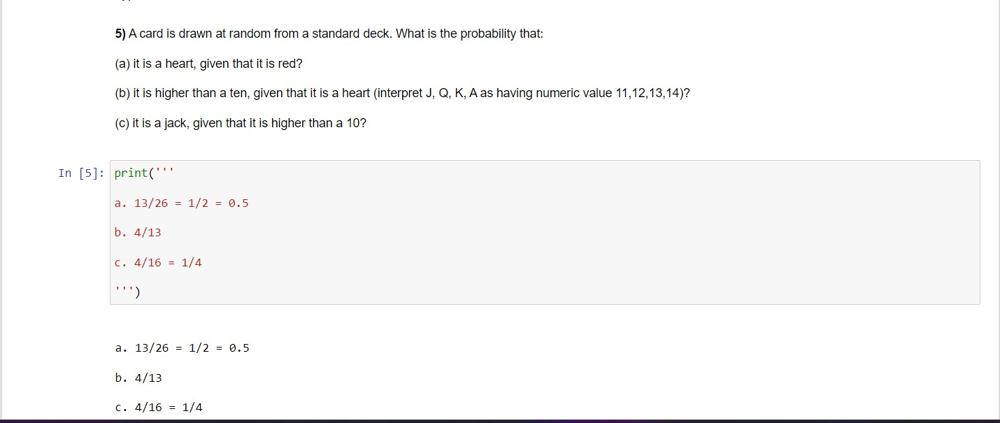 5) A card is drawn at random from a standard deck. What is the probability that:
(a) it is a heart, given that it is red?
(b) it is higher than a ten, given that it is a heart (interpret J, Q, K, A as having numeric value 11,12,13,14)?
(c) it is a jack, given that it is higher than a 10?
In [5]: print('''
a. 13/26 = 1/2 = 0.5
b. 4/13
c. 4/16 = 1/4
''')
a. 13/26 = 1/2 = 0.5
b. 4/13
c. 4/16 = 1/4